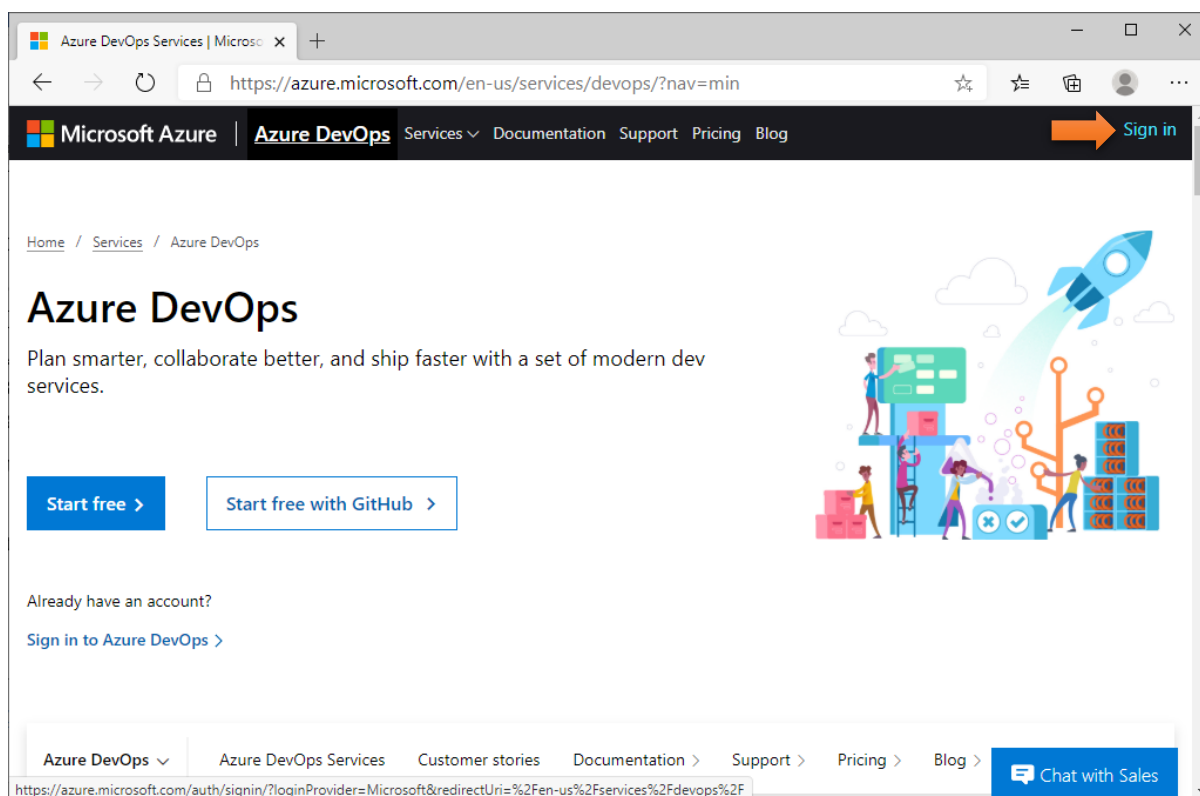 Azure DevOps Services | Microso
https://azure.microsoft.com/en-us/services/devops/?nav=min
Microsoft Azure | Azure DevOps Services Documentation Support Pricing Blog Sign in
Home / Services / Azure DevOps
Azure DevOps
Plan smarter, collaborate better, and ship faster with a set of modern dev
services.
Start free > Start free with GitHub >
Already have an account?
Sign in to Azure DevOps >
Azure DevOps Azure DevOps Services Customer stories Documentation > Support > Pricing > Blog >
Chat with Sales
https://azure.microsoft.com/auth/signin/?loginProvider=Microsoft&redirectUri=%2Fen-us%2Fservices%2Fdevops%2F